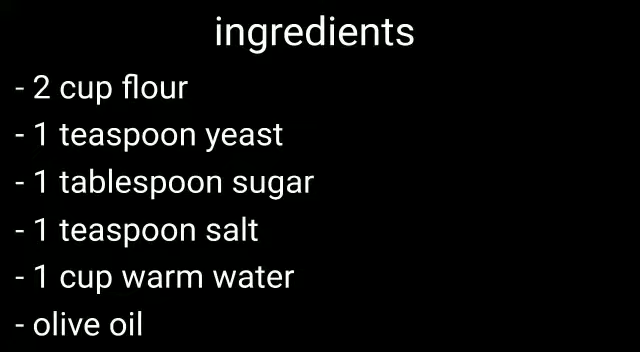 ingredients
- 2 cup flour
- 1 teaspoon yeast
- 1 tablespoon sugar
- 1 teaspoon salt
- 1 cup warm water
- olive oil